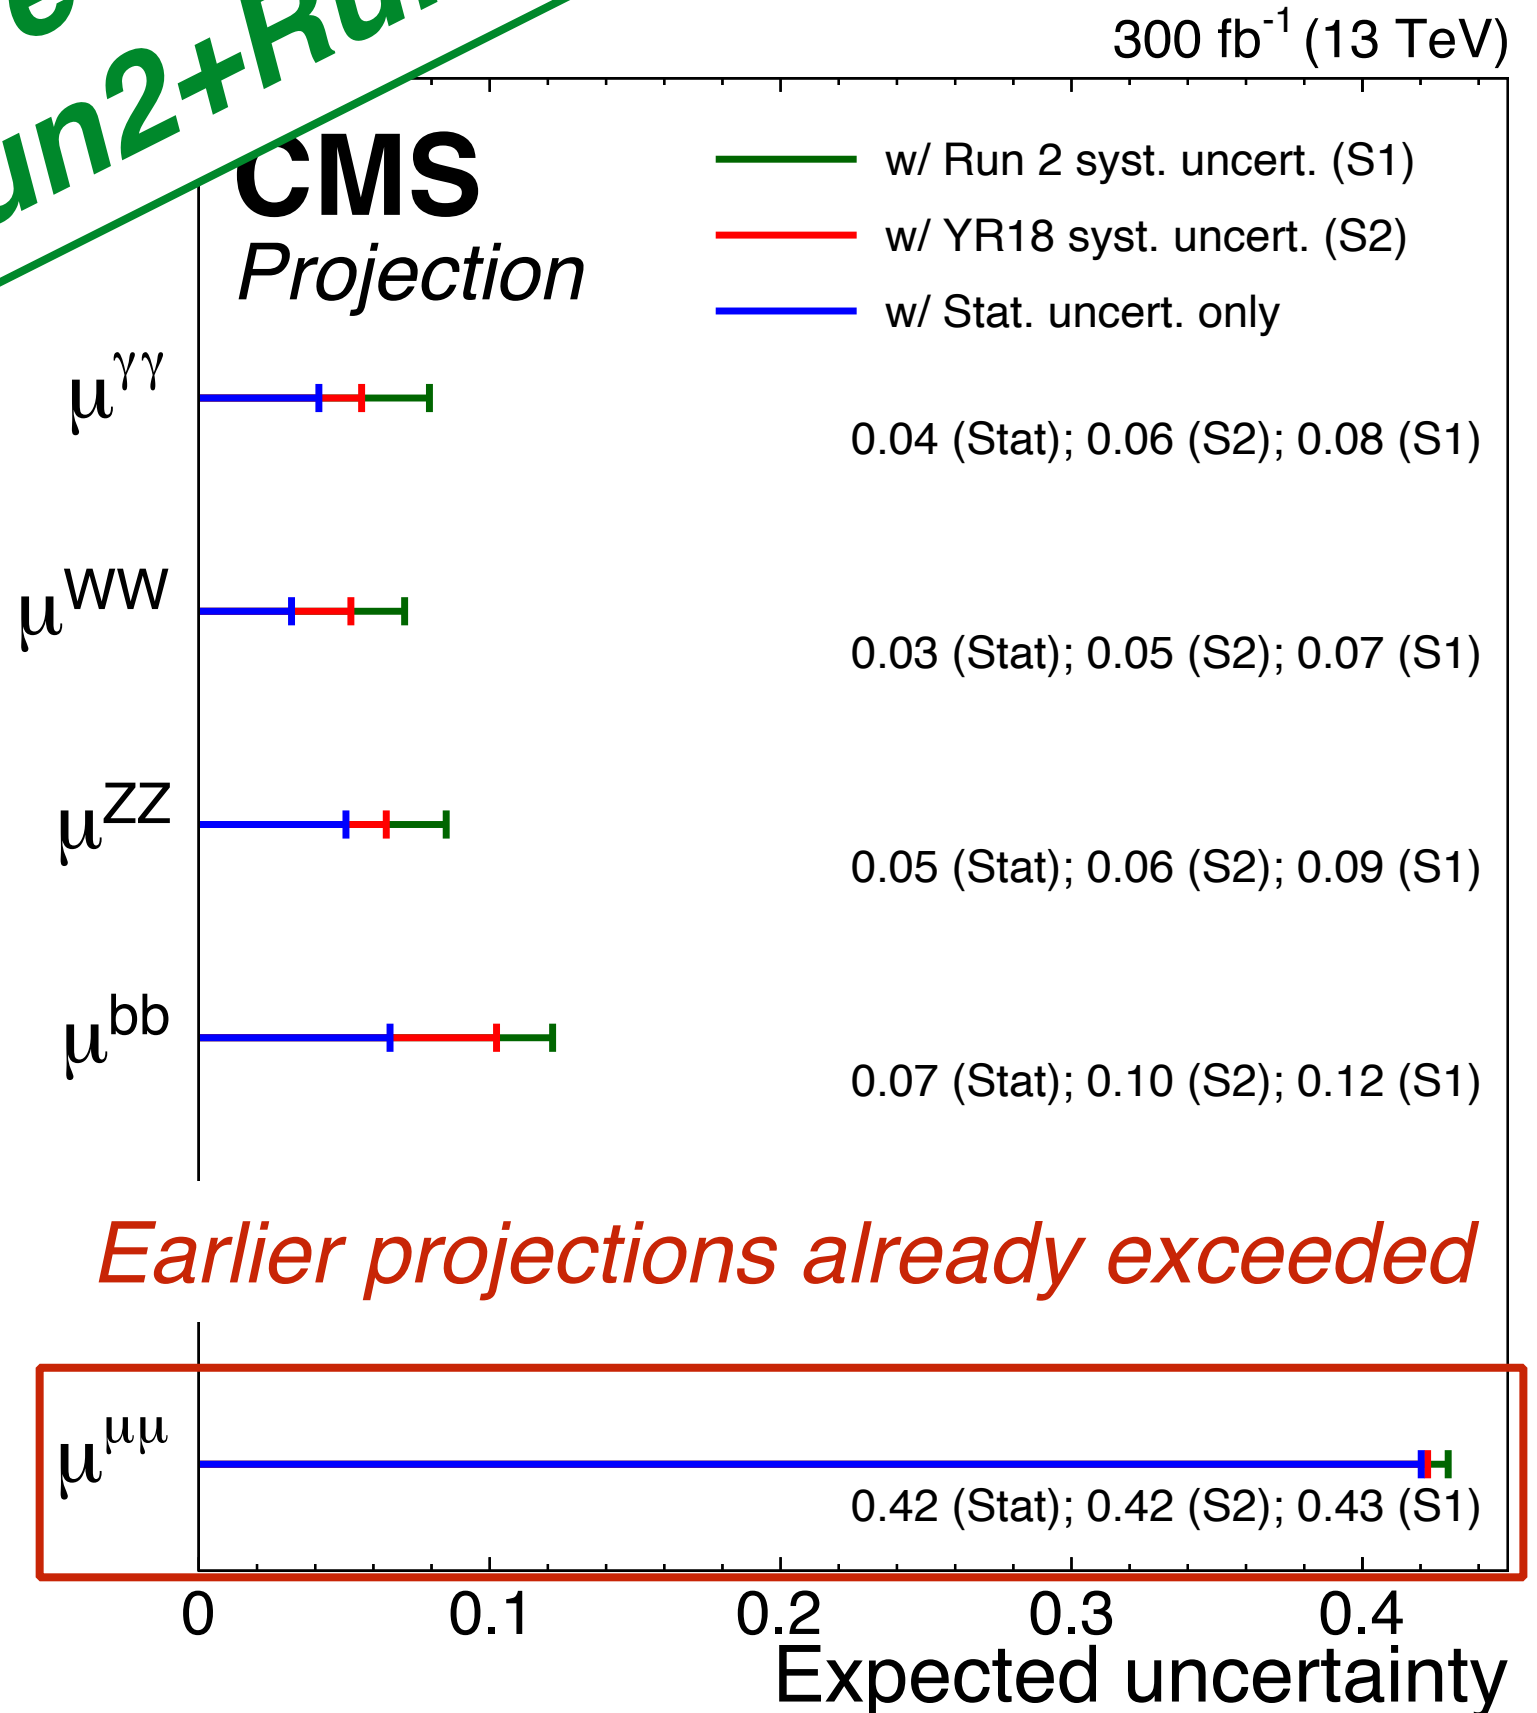 300 fb-1 (13 TeV)
CMS
Projection
w/ Run 2 syst. uncert. (S1)
w/ YR18 syst. uncert. (S2)
w/ Stat. uncert. only
μγγ
0.04 (Stat); 0.06 (S2); 0.08 (S1)
μWW
0.03 (Stat); 0.05 (S2); 0.07 (S1)
μZZ
0.05 (Stat); 0.06 (S2); 0.09 (S1)
μbb
0.07 (Stat); 0.10 (S2); 0.12 (S1)
Earlier projections already exceeded
μμμ
0.42 (Stat); 0.42 (S2); 0.43 (S1)
0 0.1 0.2 0.3 0.4
Expected uncertainty